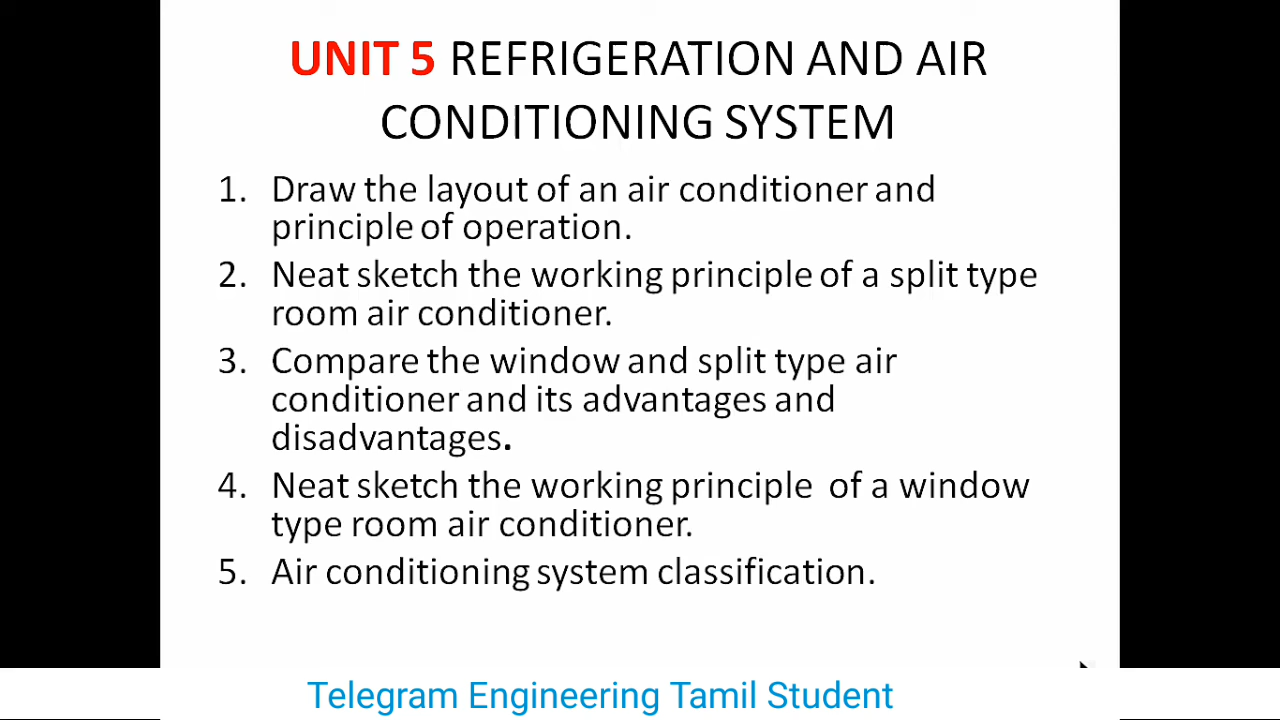 UNIT 5 REFRIGERATION AND AIR
CONDITIONING SYSTEM
1. Draw the layout of an air conditioner and
principle of operation.
2. Neat sketch the working principle of a split type
room air conditioner.
3. Compare the window and split type air
conditioner and its advantages and
disadvantages.
4. Neat sketch the working principle of a window
type room air conditioner.
5. Air conditioning system classification.
Telegram Engineering Tamil Student